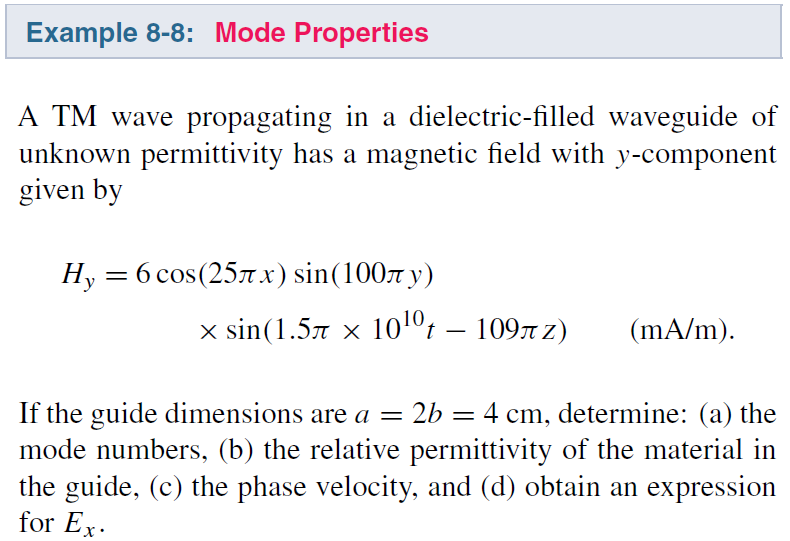 Example 8-8: Mode Properties
A TM wave propagating in a dielectric-filled waveguide of
unknown permittivity has a magnetic field with y-component
given by
H_y = 6 cos(25πx) sin(100πy)
× sin(1.5π × 10^{10}t − 109πz) (mA/m).
If the guide dimensions are a = 2b = 4 cm, determine: (a) the
mode numbers, (b) the relative permittivity of the material in
the guide, (c) the phase velocity, and (d) obtain an expression
for E_x.